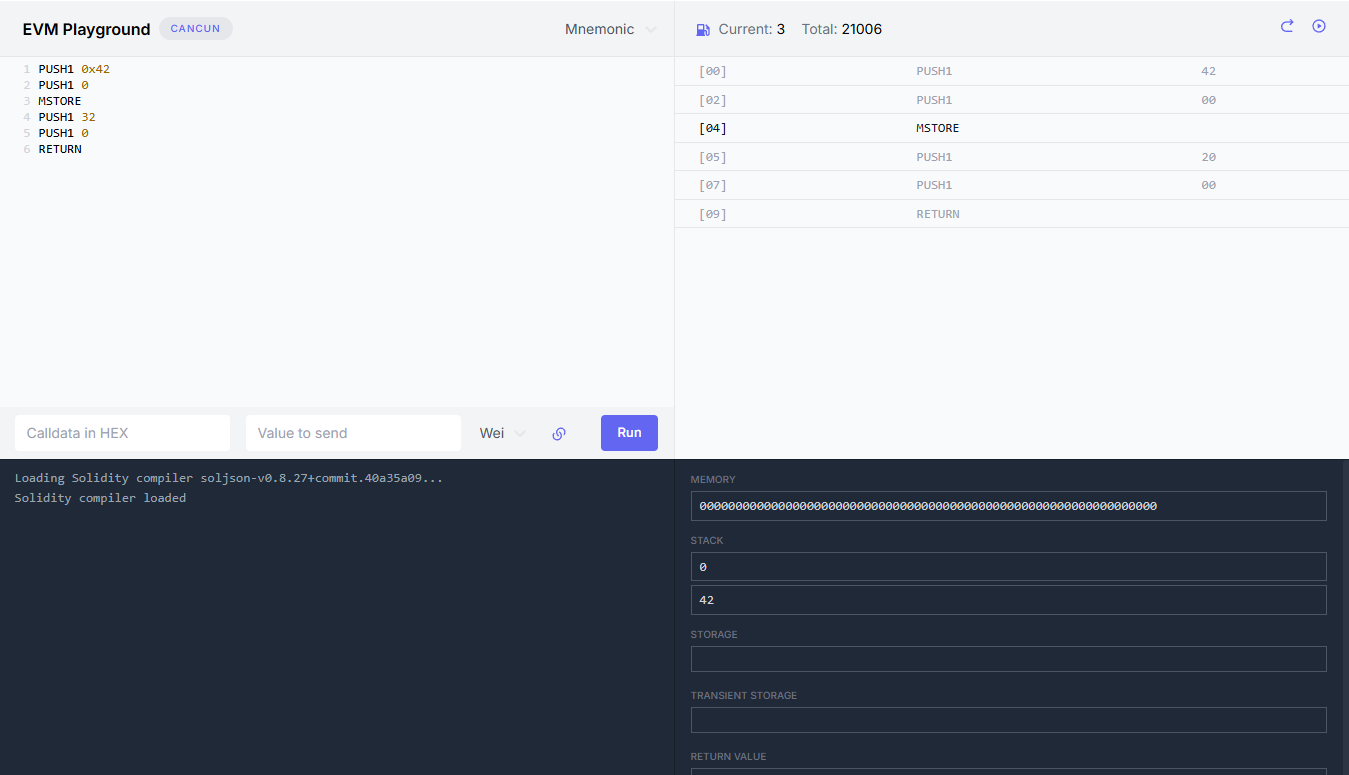 EVM Playground CANCUN Mnemonic
1 PUSH1 0x42
2 PUSH1 0
3 MSTORE
4 PUSH1 32
5 PUSH1 0
6 RETURN
Calldata in HEX Value to send Wei Run
Loading Solidity compiler soljson-v0.8.27+commit.40a35a09...
Solidity compiler loaded
Current: 3 Total: 21006
[00] PUSH1 42
[02] PUSH1 00
[04] MSTORE
[05] PUSH1 20
[07] PUSH1 00
[09] RETURN
MEMORY
0000000000000000000000000000000000000000000000000000000000000000
STACK
0
42
STORAGE
TRANSIENT STORAGE
RETURN VALUE